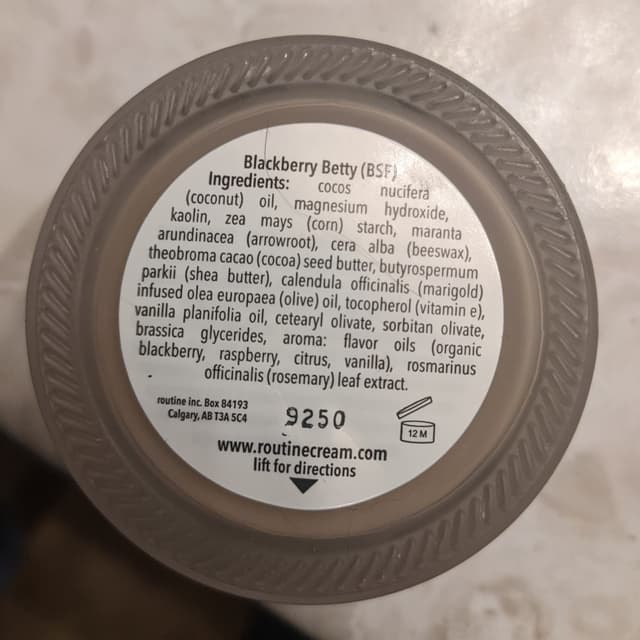 Blackberry Betty (BSF)
Ingredients: cocos nucifera
(coconut) oil, magnesium hydroxide,
kaolin, zea mays (corn) starch, maranta
arundinacea (arrowroot), cera alba (beeswax),
theobroma cacao (cocoa) seed butter, butyrospermum
parkii (shea butter), calendula officinalis (marigold)
infused olea europaea (olive) oil, tocopherol (vitamin e),
vanilla planifolia oil, cetearyl olivate, sorbitan olivate,
brassica glycerides, aroma: flavor oils (organic
blackberry, raspberry, citrus, vanilla), rosmarinus
officinalis (rosemary) leaf extract.
routine inc. Box 84193
Calgary, AB T3A 5C4
9250
12 M
www.routinecream.com
lift for directions